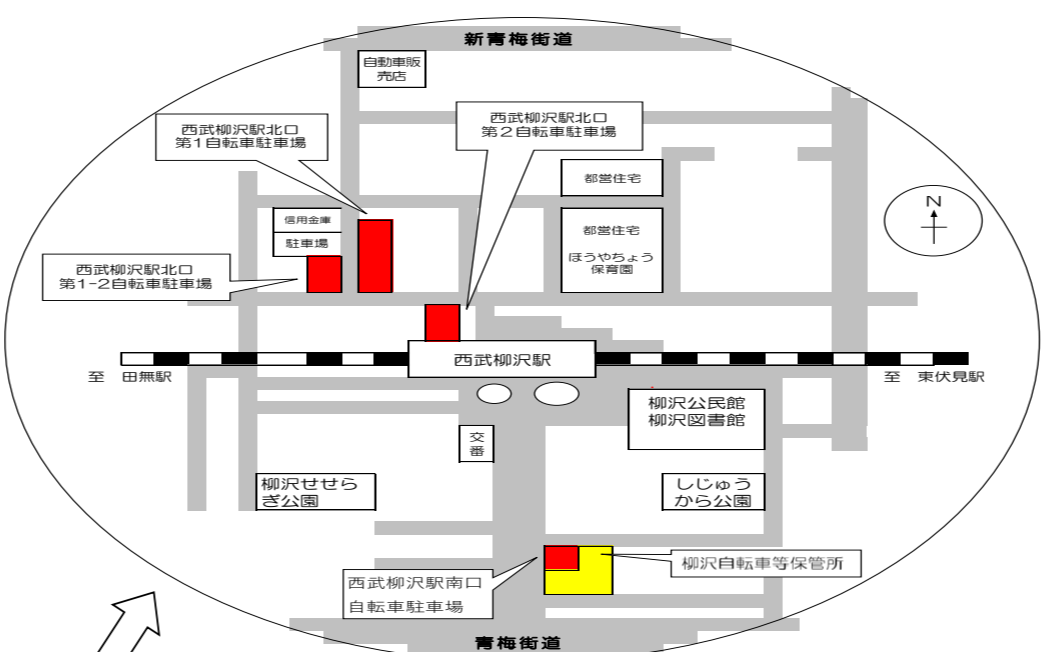 新青梅街道
自動車販
売店
西武柳沢駅北口
第1自転車駐車場
西武柳沢駅北口
第2自転車駐車場
都営住宅
N
信用金庫
駐車場
都営住宅
ほうやちょう
保育園
西武柳沢駅北口
第1-2自転車駐車場
西武柳沢駅
至 田無駅
至 東伏見駅
柳沢公民館
柳沢図書館
交
番
柳沢せせら
ぎ公園
しじゅう
から公園
柳沢自転車等保管所
西武柳沢駅南口
自転車駐車場
青梅街道